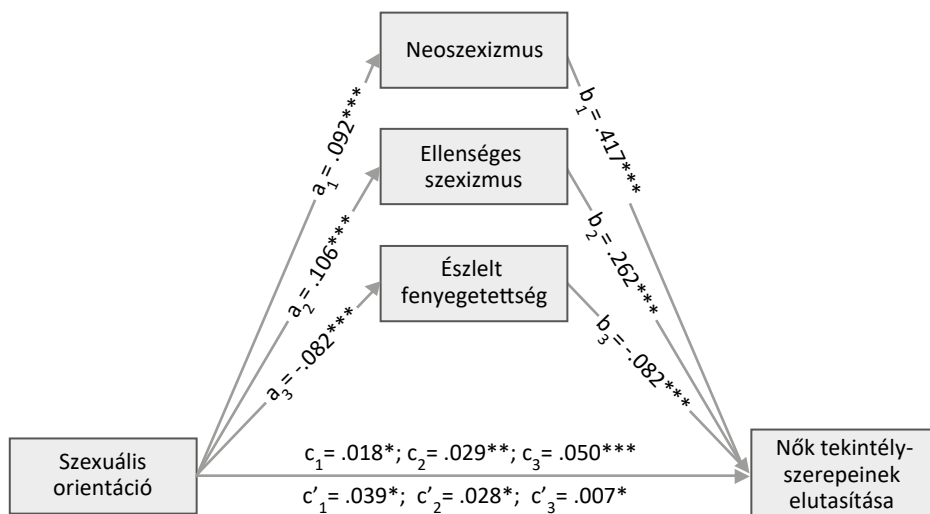 Neoszexizmus
a₁ = .092***
b₁ = .417***
Ellenséges
szexizmus
a₂ = .106***
b₂ = .262***
Észlelt
fenyegetettség
a₃ = -.082***
b₃ = -.082***
Szexuális
orientáció
c₁ = .018*; c₂ = .029**; c₃ = .050***
c'₁= .039*; c'₂ = .028*; c'₃ = .007*
Nők tekintély-
szerepeinek
elutasítása